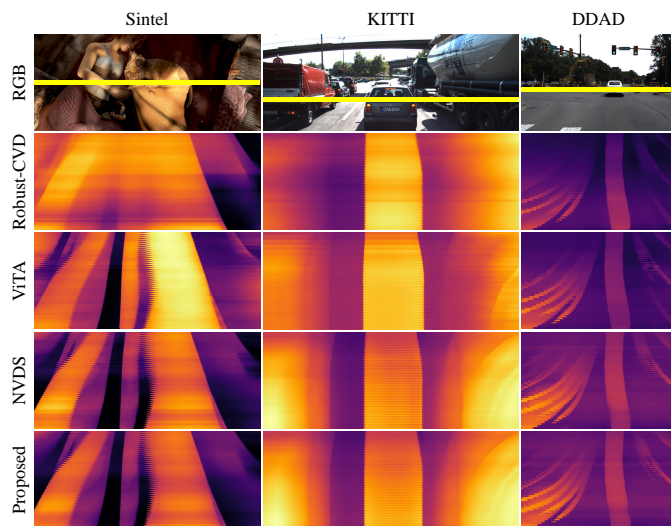 Sintel KITTI DDAD
RGB
Robust-CVD
ViTA
NVDS
Proposed